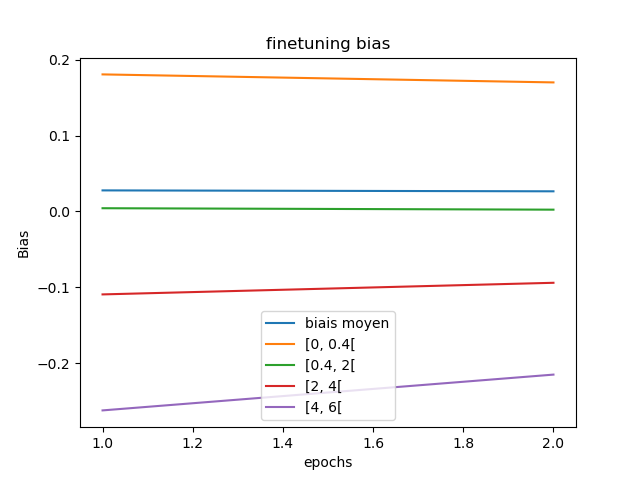 finetuning bias
0.2
0.1
0.0
−0.1
−0.2
Bias
biais moyen
[0, 0.4[
[0.4, 2[
[2, 4[
[4, 6[
1.0 1.2 1.4 1.6 1.8 2.0
epochs